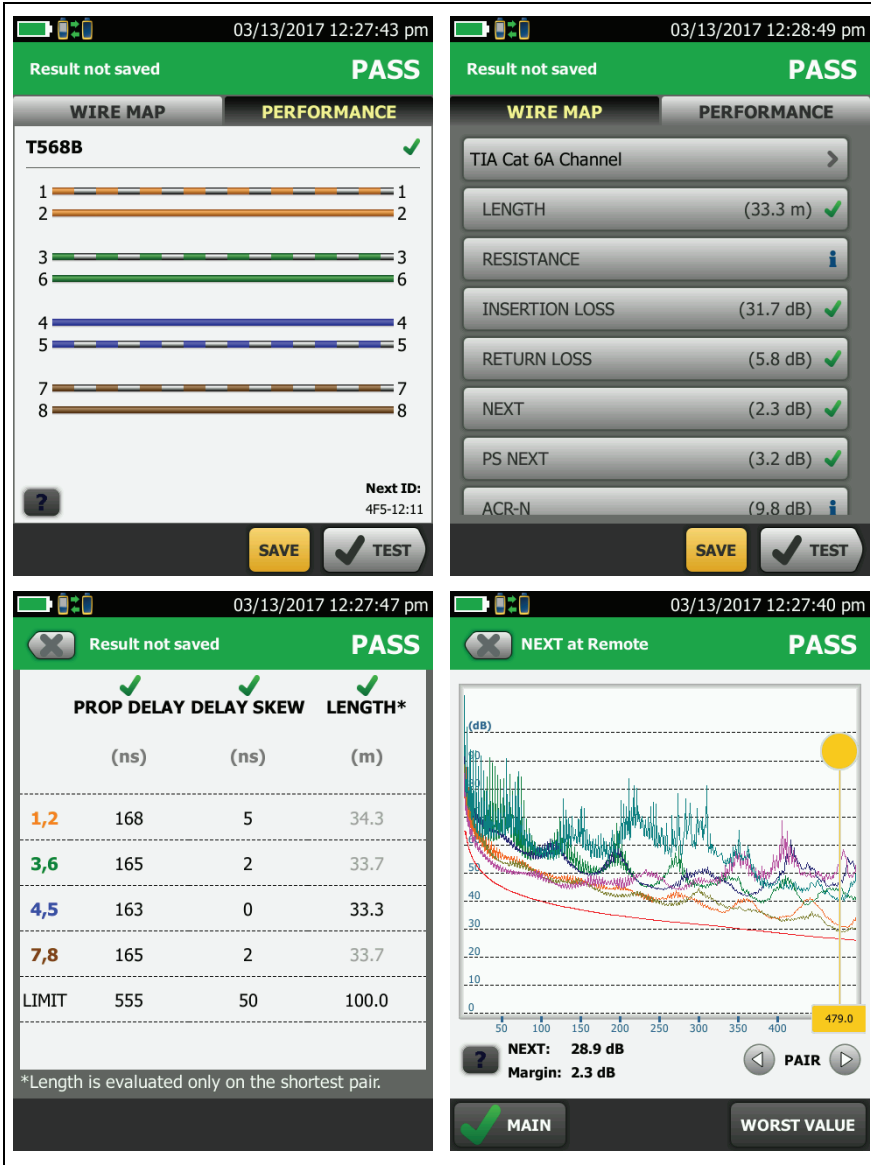 03/13/2017 12:27:43 pm
Result not saved PASS
WIRE MAP PERFORMANCE
T568B
1 1
2 2
3 3
6 6
4 4
5 5
7 7
8 8
?
Next ID:
4F5-12:11
SAVE TEST
03/13/2017 12:28:49 pm
Result not saved PASS
WIRE MAP PERFORMANCE
TIA Cat 6A Channel
LENGTH (33.3 m)
RESISTANCE i
INSERTION LOSS (31.7 dB)
RETURN LOSS (5.8 dB)
NEXT (2.3 dB)
PS NEXT (3.2 dB)
ACR-N (9.8 dB) i
SAVE TEST
03/13/2017 12:27:47 pm
Result not saved PASS
PROP DELAY DELAY SKEW LENGTH*
(ns) (ns) (m)
1,2 168 5 34.3
3,6 165 2 33.7
4,5 163 0 33.3
7,8 165 2 33.7
LIMIT 555 50 100.0
*Length is evaluated only on the shortest pair.
03/13/2017 12:27:40 pm
NEXT at Remote PASS
(dB)
90
80
50
40
30
20
10
0
50 100 150 200 250 300 350 400 479.0
? NEXT: 28.9 dB
Margin: 2.3 dB
PAIR
MAIN WORST VALUE